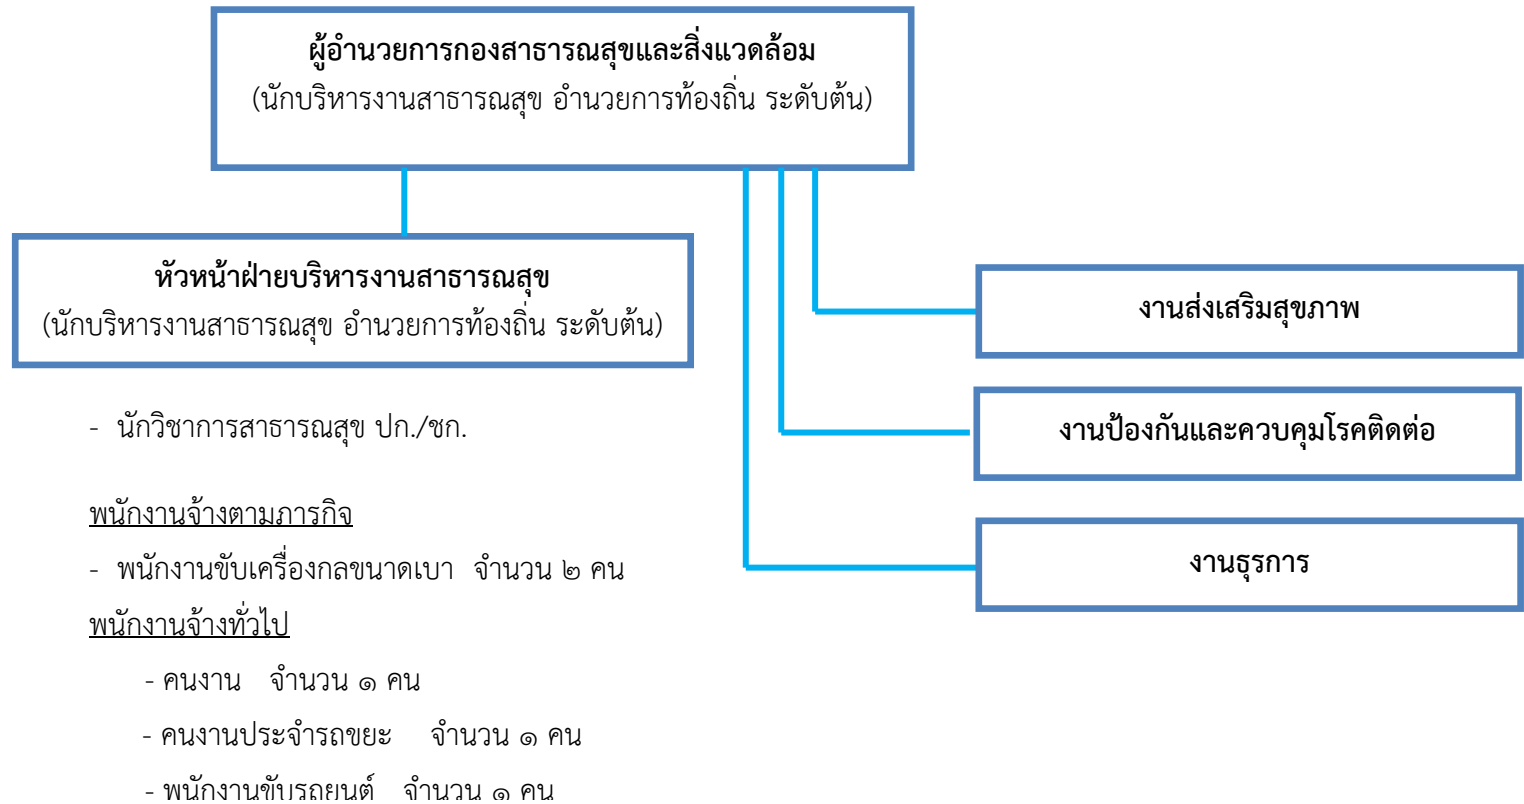 ผู้อำนวยการกองสาธารณสุขและสิ่งแวดล้อม
(นักบริหารงานสาธารณสุข อำนวยการท้องถิ่น ระดับต้น)
หัวหน้าฝ่ายบริหารงานสาธารณสุข
(นักบริหารงานสาธารณสุข อำนวยการท้องถิ่น ระดับต้น)
- นักวิชาการสาธารณสุข ปก./ชก.
พนักงานจ้างตามภารกิจ
- พนักงานขับเครื่องกลขนาดเบา จำนวน ๒ คน
พนักงานจ้างทั่วไป
- คนงาน จำนวน ๑ คน
- คนงานประจำรถขยะ จำนวน ๑ คน
- พนักงานขับรถยนต์ จำนวน ๑ คน
งานส่งเสริมสุขภาพ
งานป้องกันและควบคุมโรคติดต่อ
งานธุรการ